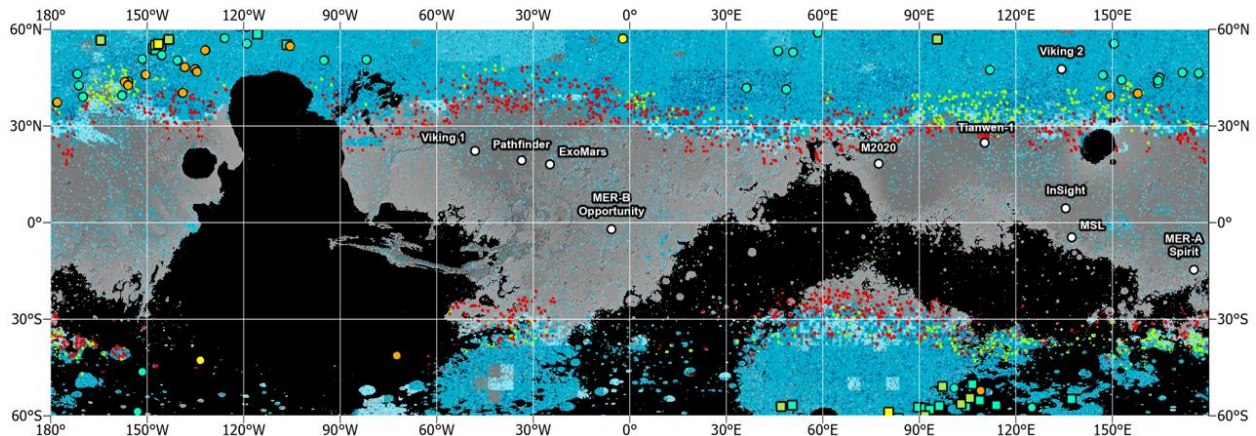 180° 150°W 120°W 90°W 60°W 30°W 0° 30°E 60°E 90°E 120°E 150°E
60°N 60°N
Viking 2
30°N 30°N
Tianwen-1
Viking 1
Pathfinder
ExoMars
M2020
InSight
MER-B
Opportunity
0° 0°
MSL
MER-A
Spirit
30°S 30°S
60°S 60°S
180° 150°W 120°W 90°W 60°W 30°W 0° 30°E 60°E 90°E 120°E 150°E